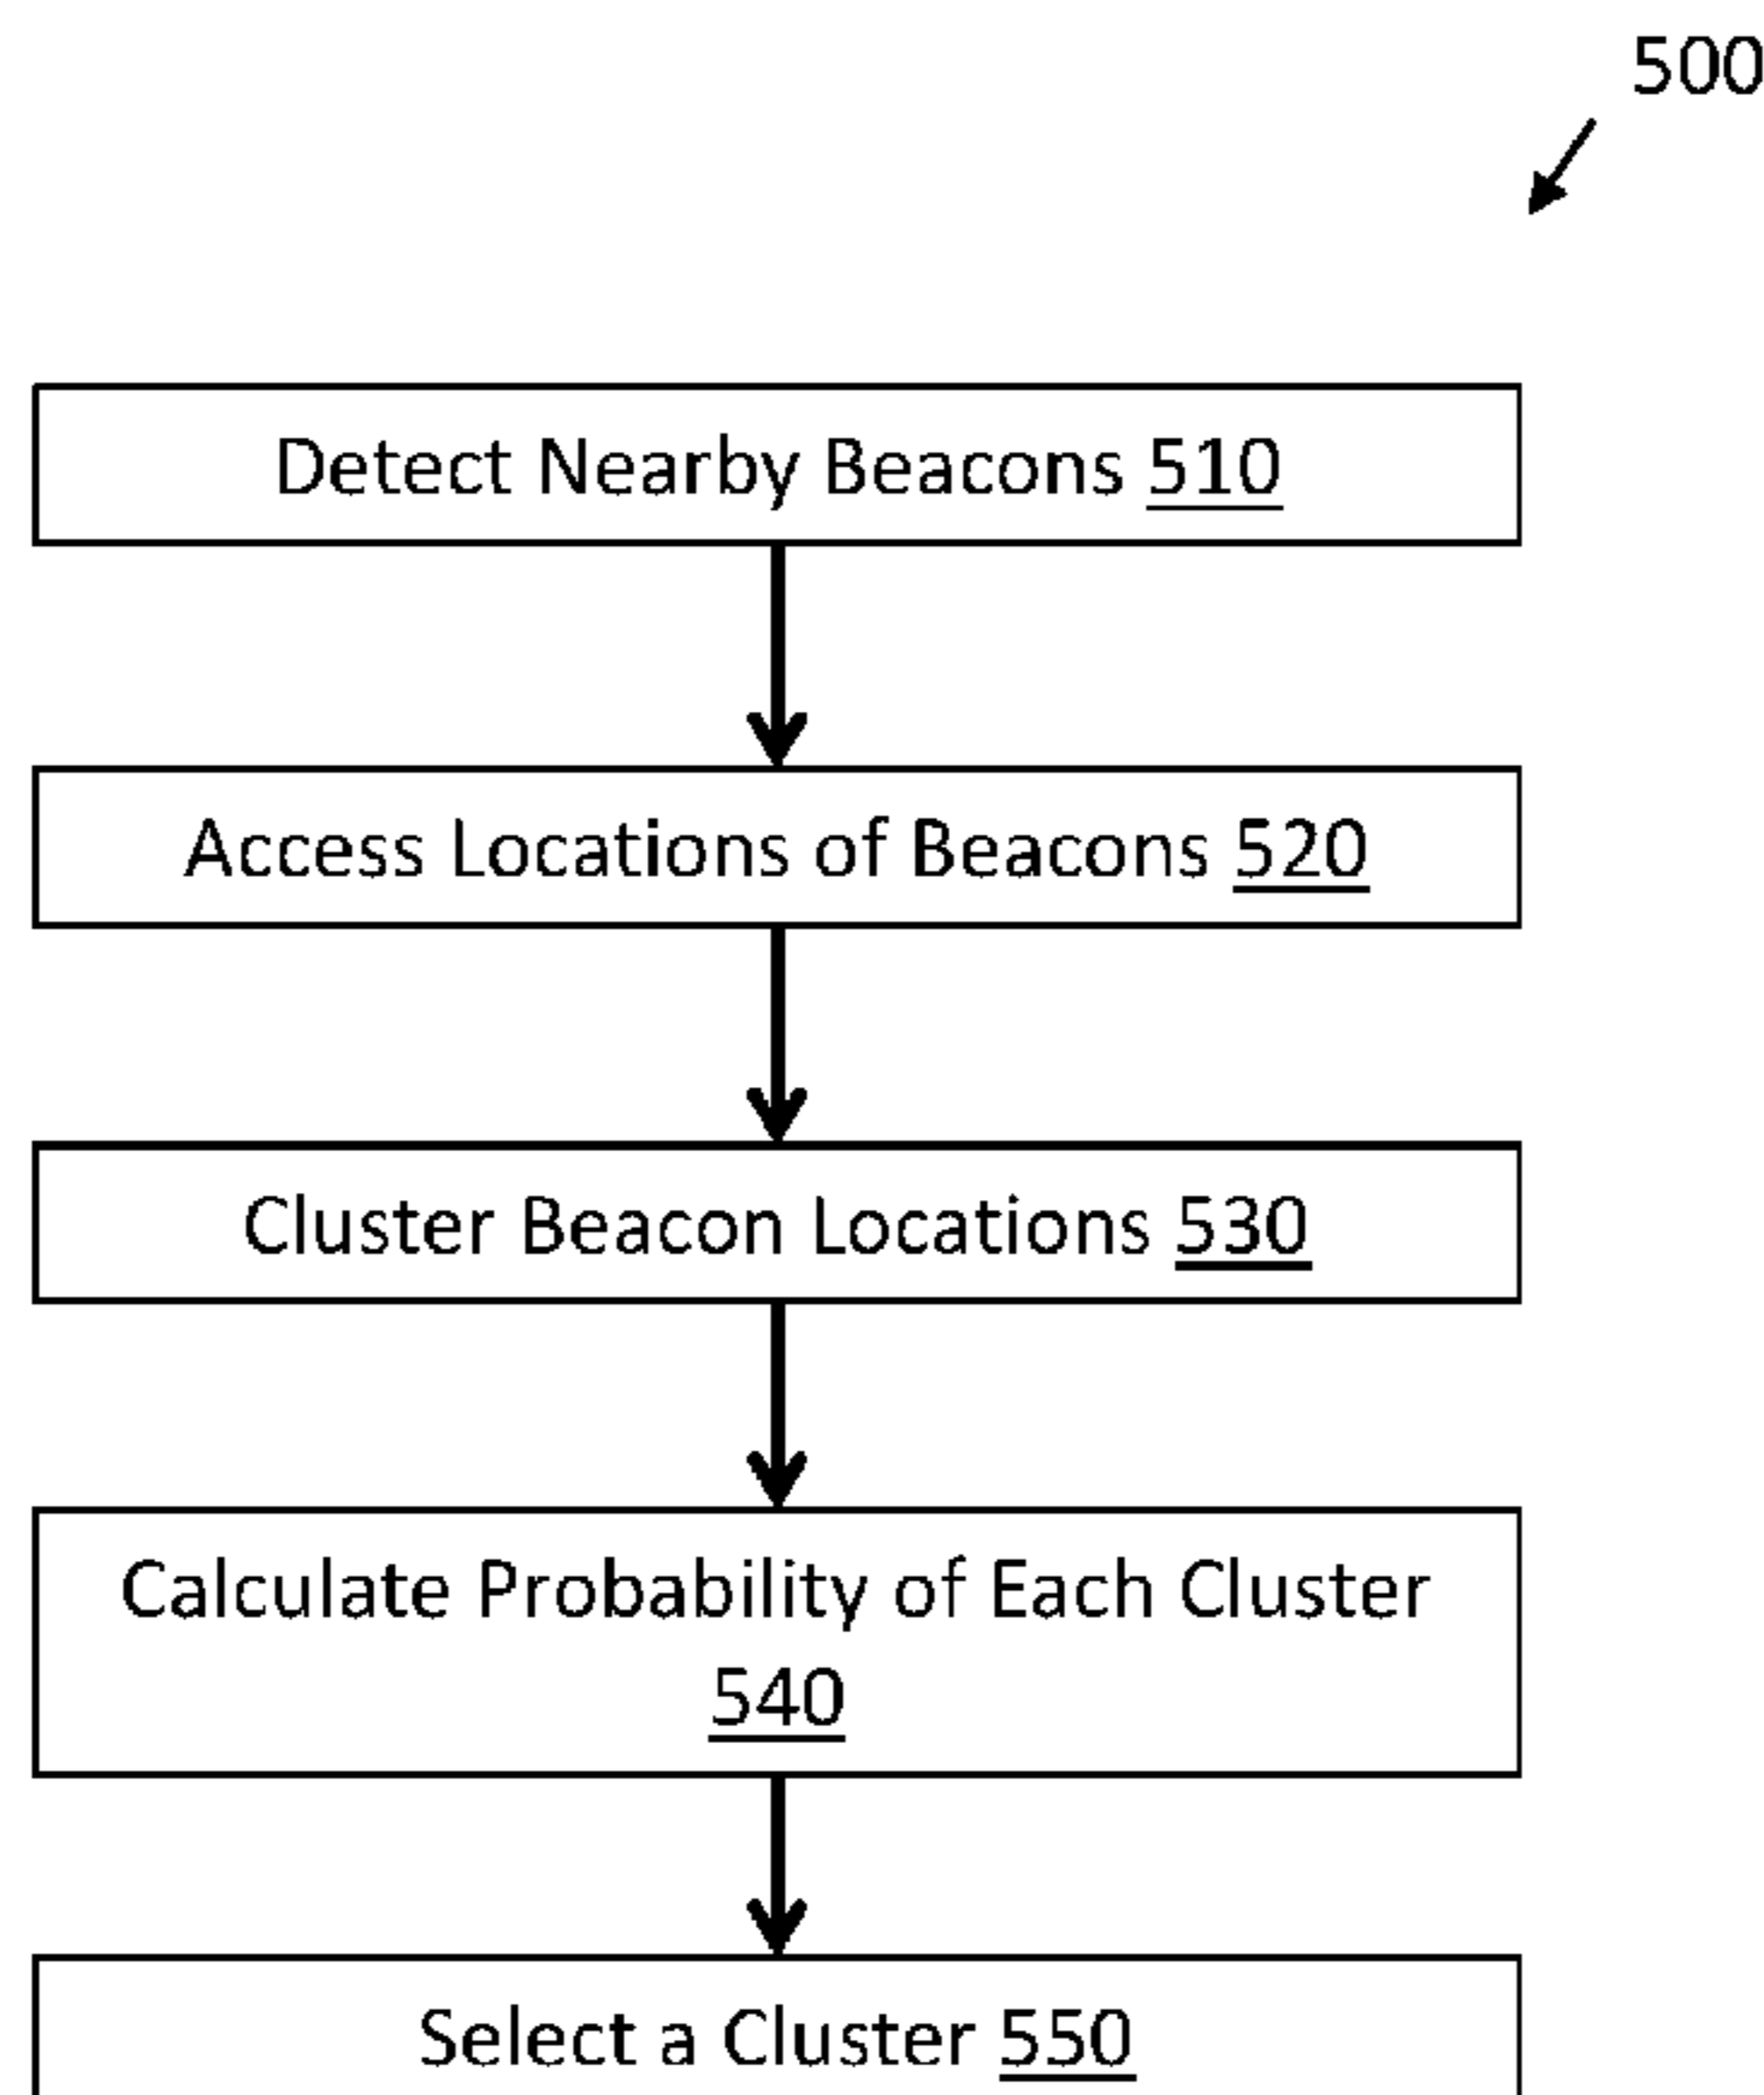 500
Detect Nearby Beacons 510
Access Locations of Beacons 520
Cluster Beacon Locations 530
Calculate Probability of Each Cluster
540
Select a Cluster 550